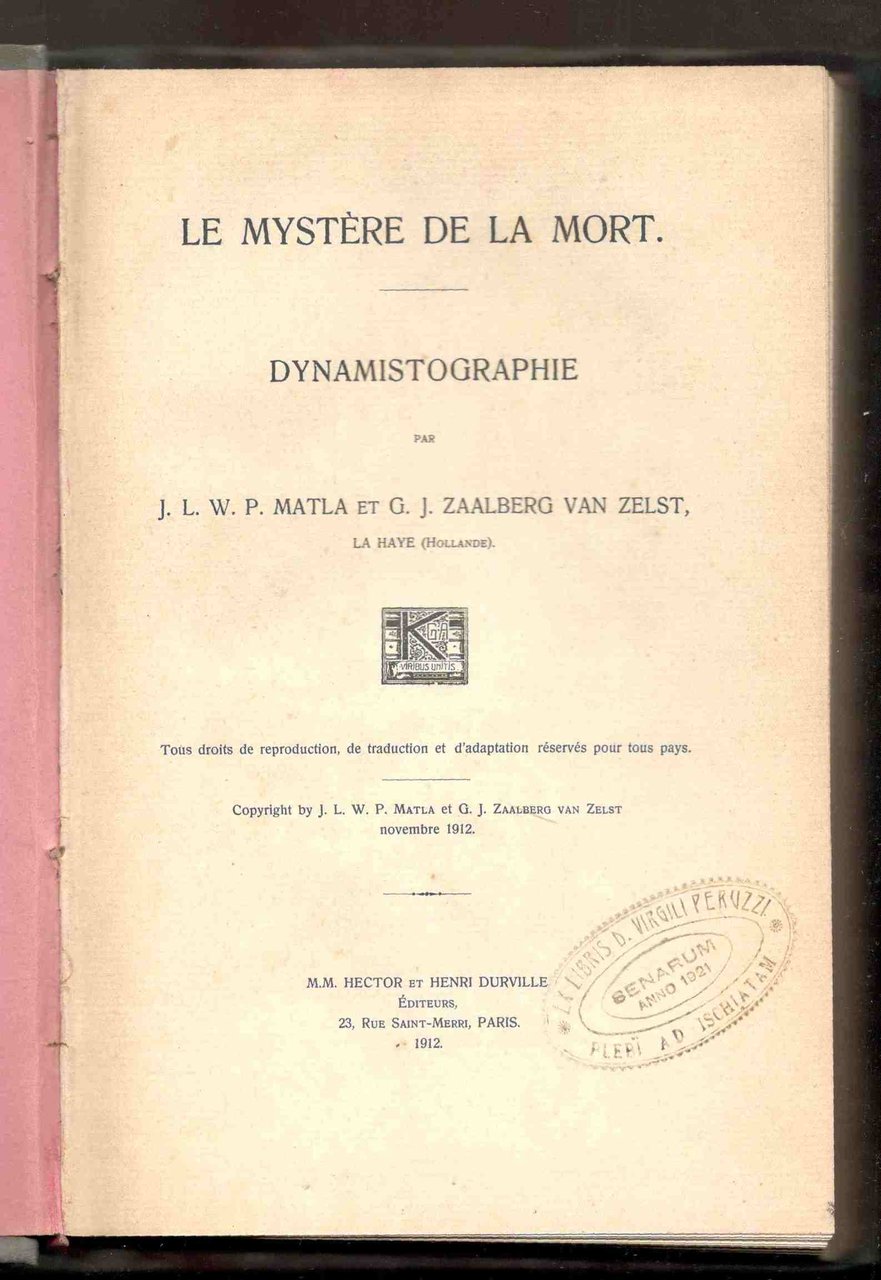 LE MYSTÈRE DE LA MORT.
DYNAMISTOGRAPHIE
PAR
J. L. W. P. MATLA ET G. J. ZAALBERG VAN ZELST,
LA HAYE (HOLLANDE).
K GA
VIRIBUS UNITIS
Tous droits de reproduction, de traduction et d'adaptation réservés pour tous pays.
Copyright by J. L. W. P. MATLA et G. J. ZAALBERG VAN ZELST
novembre 1912.
M.M. HECTOR ET HENRI DURVILLE
ÉDITEURS,
23, RUE SAINT-MERRI, PARIS.
1912.
EX LIBRIS D. VIRGILI PERUZZI
SENARUM
ANNO 1921
PLEBÏ AD ISCHIATAM